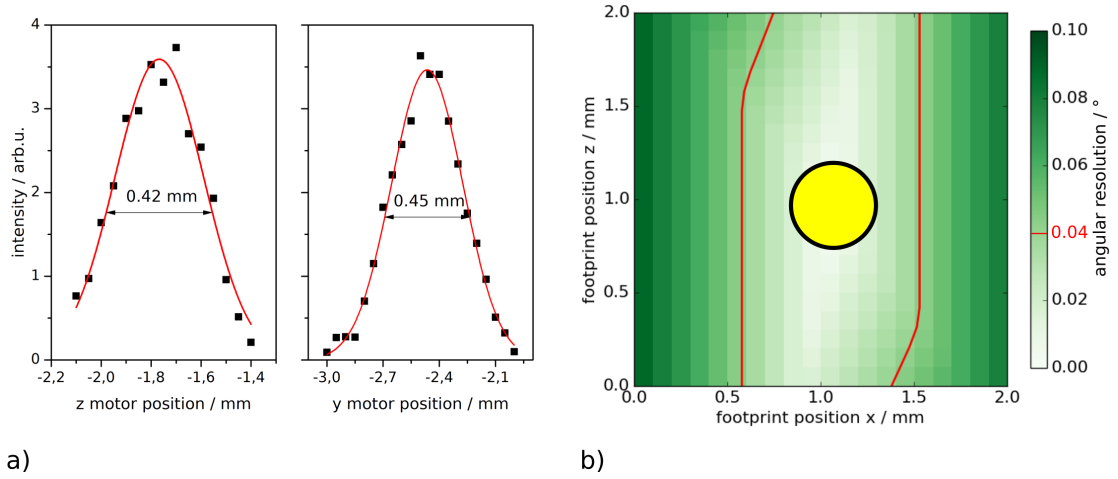 4
3
2
1
0
intensity / arb.u.
0.42 mm
-2,2 -2,0 -1,8 -1,6 -1,4
z motor position / mm
0.45 mm
-3,0 -2,7 -2,4 -2,1
y motor position / mm
a)
2.0
1.5
1.0
0.5
0.0
footprint position z / mm
0.0 0.5 1.0 1.5 2.0
footprint position x / mm
0.10
0.08
0.06
0.04
0.02
0.00
angular resolution / °
b)